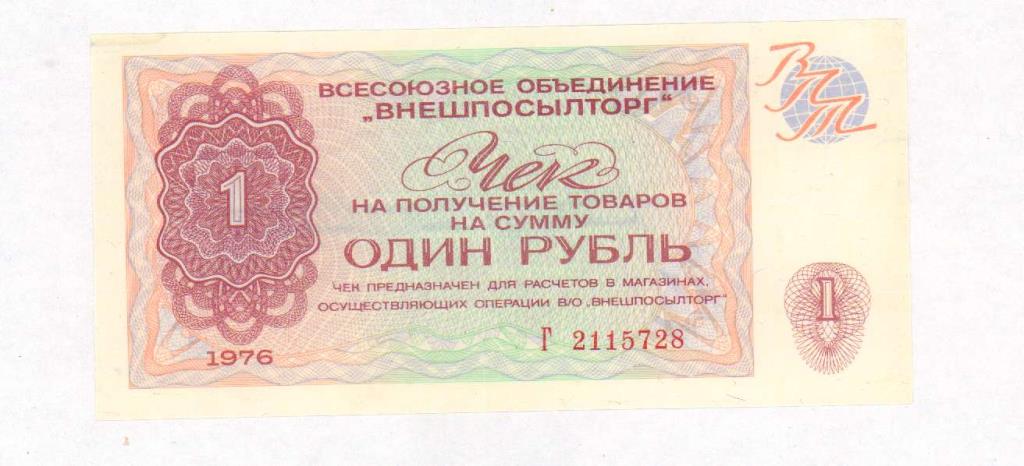 ВСЕСОЮЗНОЕ ОБЪЕДИНЕНИЕ
„ВНЕШПОСЫЛТОРГ“
ВПТ
Чек
НА ПОЛУЧЕНИЕ ТОВАРОВ
НА СУММУ
1
ОДИН РУБЛЬ
ЧЕК ПРЕДНАЗНАЧЕН ДЛЯ РАСЧЕТОВ В МАГАЗИНАХ,
ОСУЩЕСТВЛЯЮЩИХ ОПЕРАЦИИ В/О „ВНЕШПОСЫЛТОРГ“
1
Г 2115728
1976